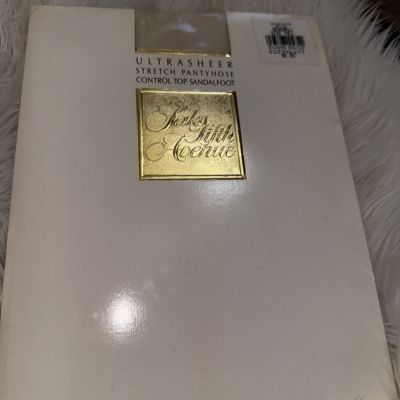 ULTRASHEER
STRETCH PANTYHOSE
CONTROL TOP SANDALFOOT
Saks
Fifth
Avenue